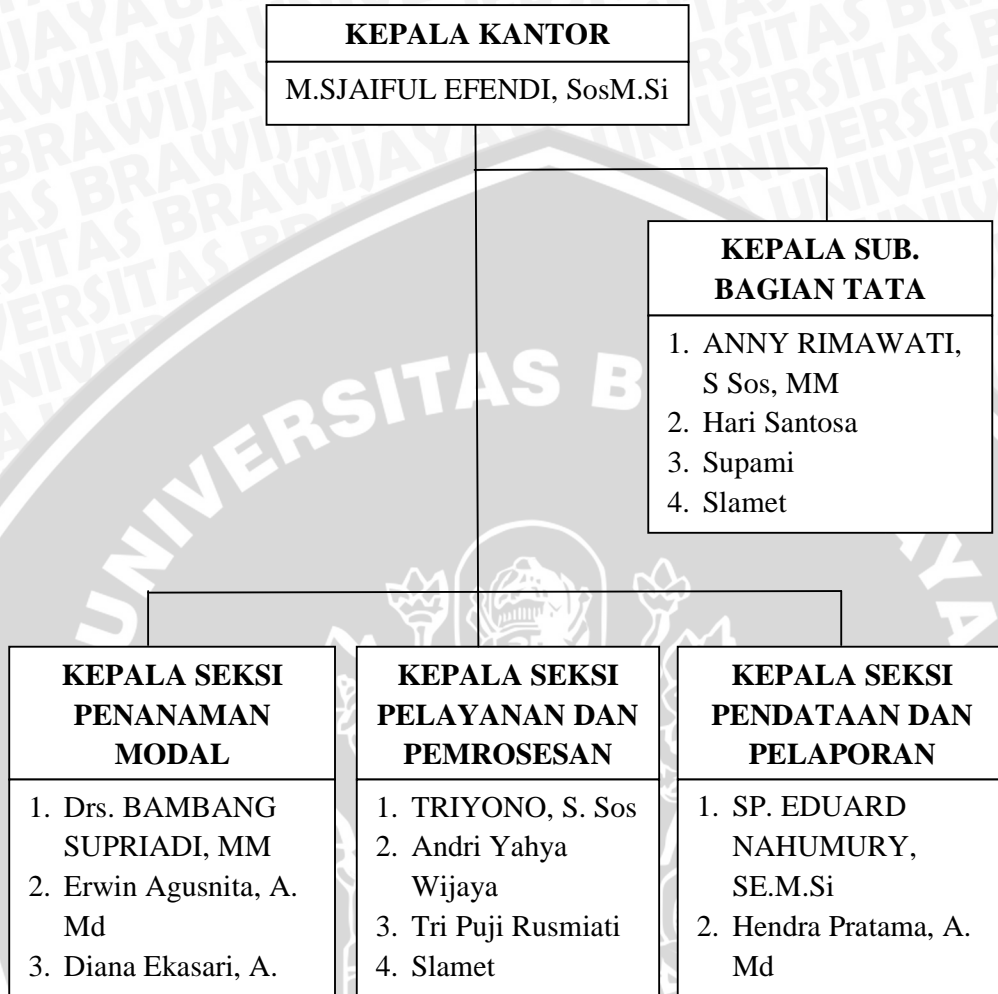 KEPALA KANTOR
M.SJAIFUL EFENDI, SosM.Si
KEPALA SUB.
BAGIAN TATA
1. ANNY RIMAWATI,
S Sos, MM
2. Hari Santosa
3. Supami
4. Slamet
KEPALA SEKSI
PENANAMAN
MODAL
1. Drs. BAMBANG
SUPRIADI, MM
2. Erwin Agusnita, A.
Md
3. Diana Ekasari, A.
KEPALA SEKSI
PELAYANAN DAN
PEMROSESAN
1. TRIYONO, S. Sos
2. Andri Yahya
Wijaya
3. Tri Puji Rusmiati
4. Slamet
KEPALA SEKSI
PENDATAAN DAN
PELAPORAN
1. SP. EDUARD
NAHUMURY,
SE.M.Si
2. Hendra Pratama, A.
Md
UNIVERSITAS B